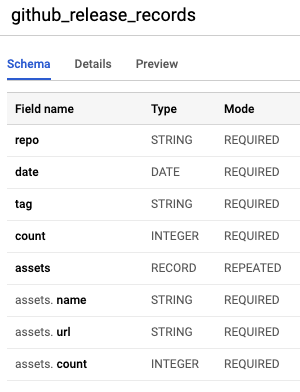 github_release_records
Schema Details Preview
Field name Type Mode
repo STRING REQUIRED
date DATE REQUIRED
tag STRING REQUIRED
count INTEGER REQUIRED
assets RECORD REPEATED
assets. name STRING REQUIRED
assets. url STRING REQUIRED
assets. count INTEGER REQUIRED